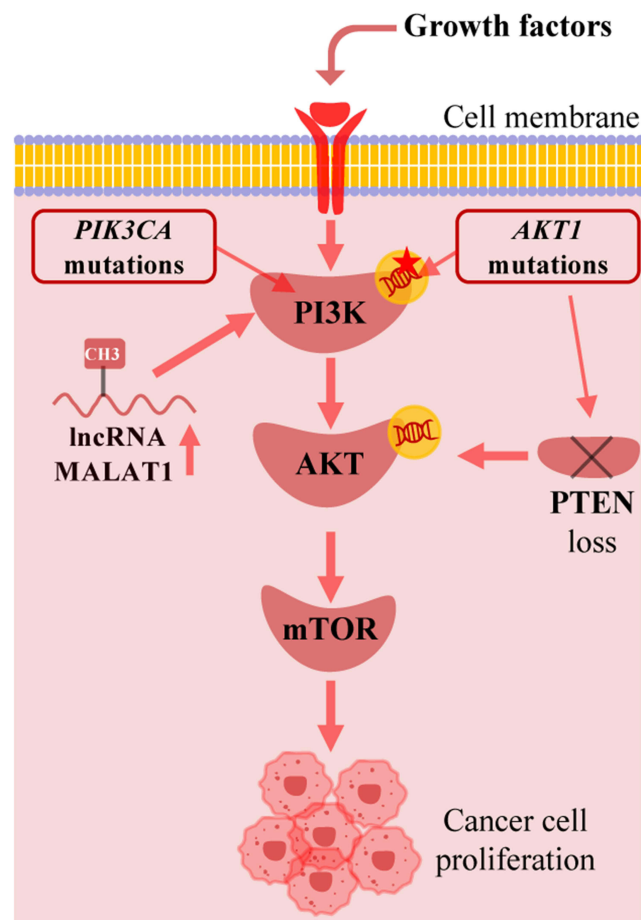 Growth factors
Cell membrane
PIK3CA
mutations
AKT1
mutations
PI3K
CH3
lncRNA
MALAT1
AKT
PTEN
loss
mTOR
Cancer cell
proliferation